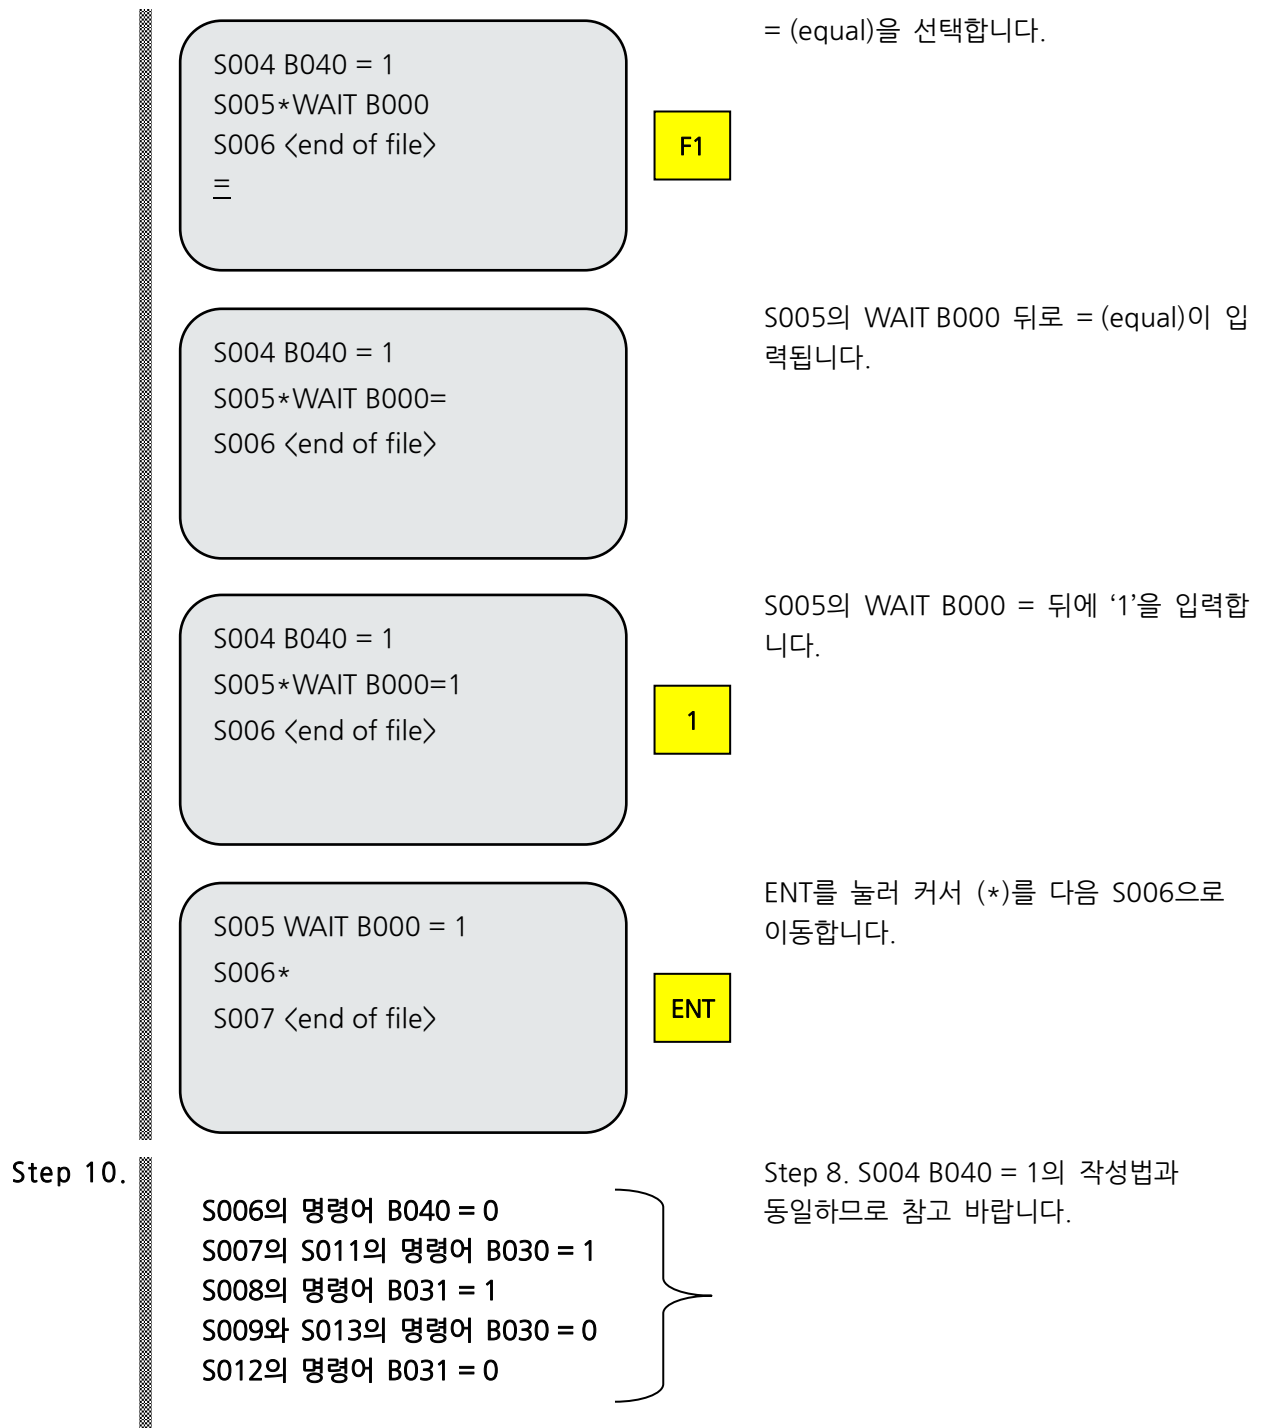 = (equal)을 선택합니다.
S004 B040 = 1
S005*WAIT B000
S006 <end of file>
=
F1
S005의 WAIT B000 뒤로 = (equal)이 입
력됩니다.
S004 B040 = 1
S005*WAIT B000=
S006 <end of file>
S005의 WAIT B000 = 뒤에 ‘1’을 입력합
니다.
S004 B040 = 1
S005*WAIT B000=1
S006 <end of file>
1
ENT를 눌러 커서 (*)를 다음 S006으로
이동합니다.
S005 WAIT B000 = 1
S006*
S007 <end of file>
ENT
Step 10.
S006의 명령어 B040 = 0
S007의 S011의 명령어 B030 = 1
S008의 명령어 B031 = 1
S009와 S013의 명령어 B030 = 0
S012의 명령어 B031 = 0
Step 8. S004 B040 = 1의 작성법과
동일하므로 참고 바랍니다.